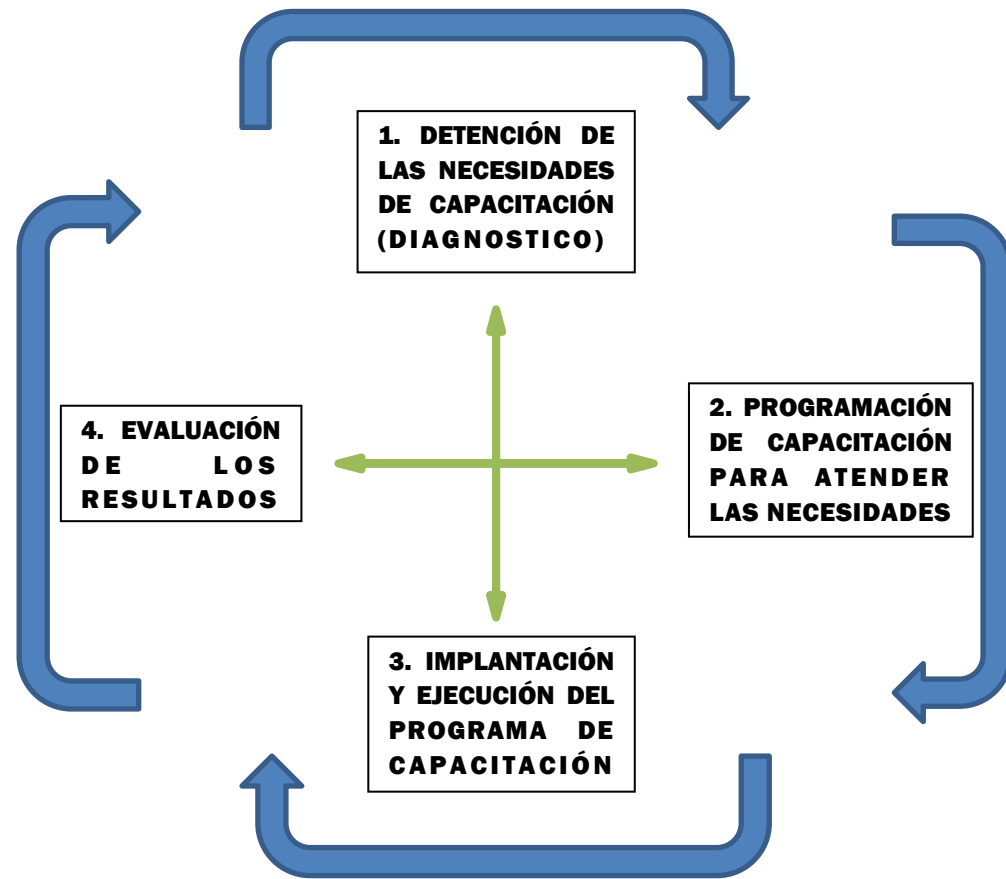 1. DETENCIÓN DE
LAS NECESIDADES
DE CAPACITACIÓN
(DIAGNOSTICO)
2. PROGRAMACIÓN
DE CAPACITACIÓN
PARA ATENDER
LAS NECESIDADES
3. IMPLANTACIÓN
Y EJECUCIÓN DEL
PROGRAMA DE
CAPACITACIÓN
4. EVALUACIÓN
DE LOS
RESULTADOS